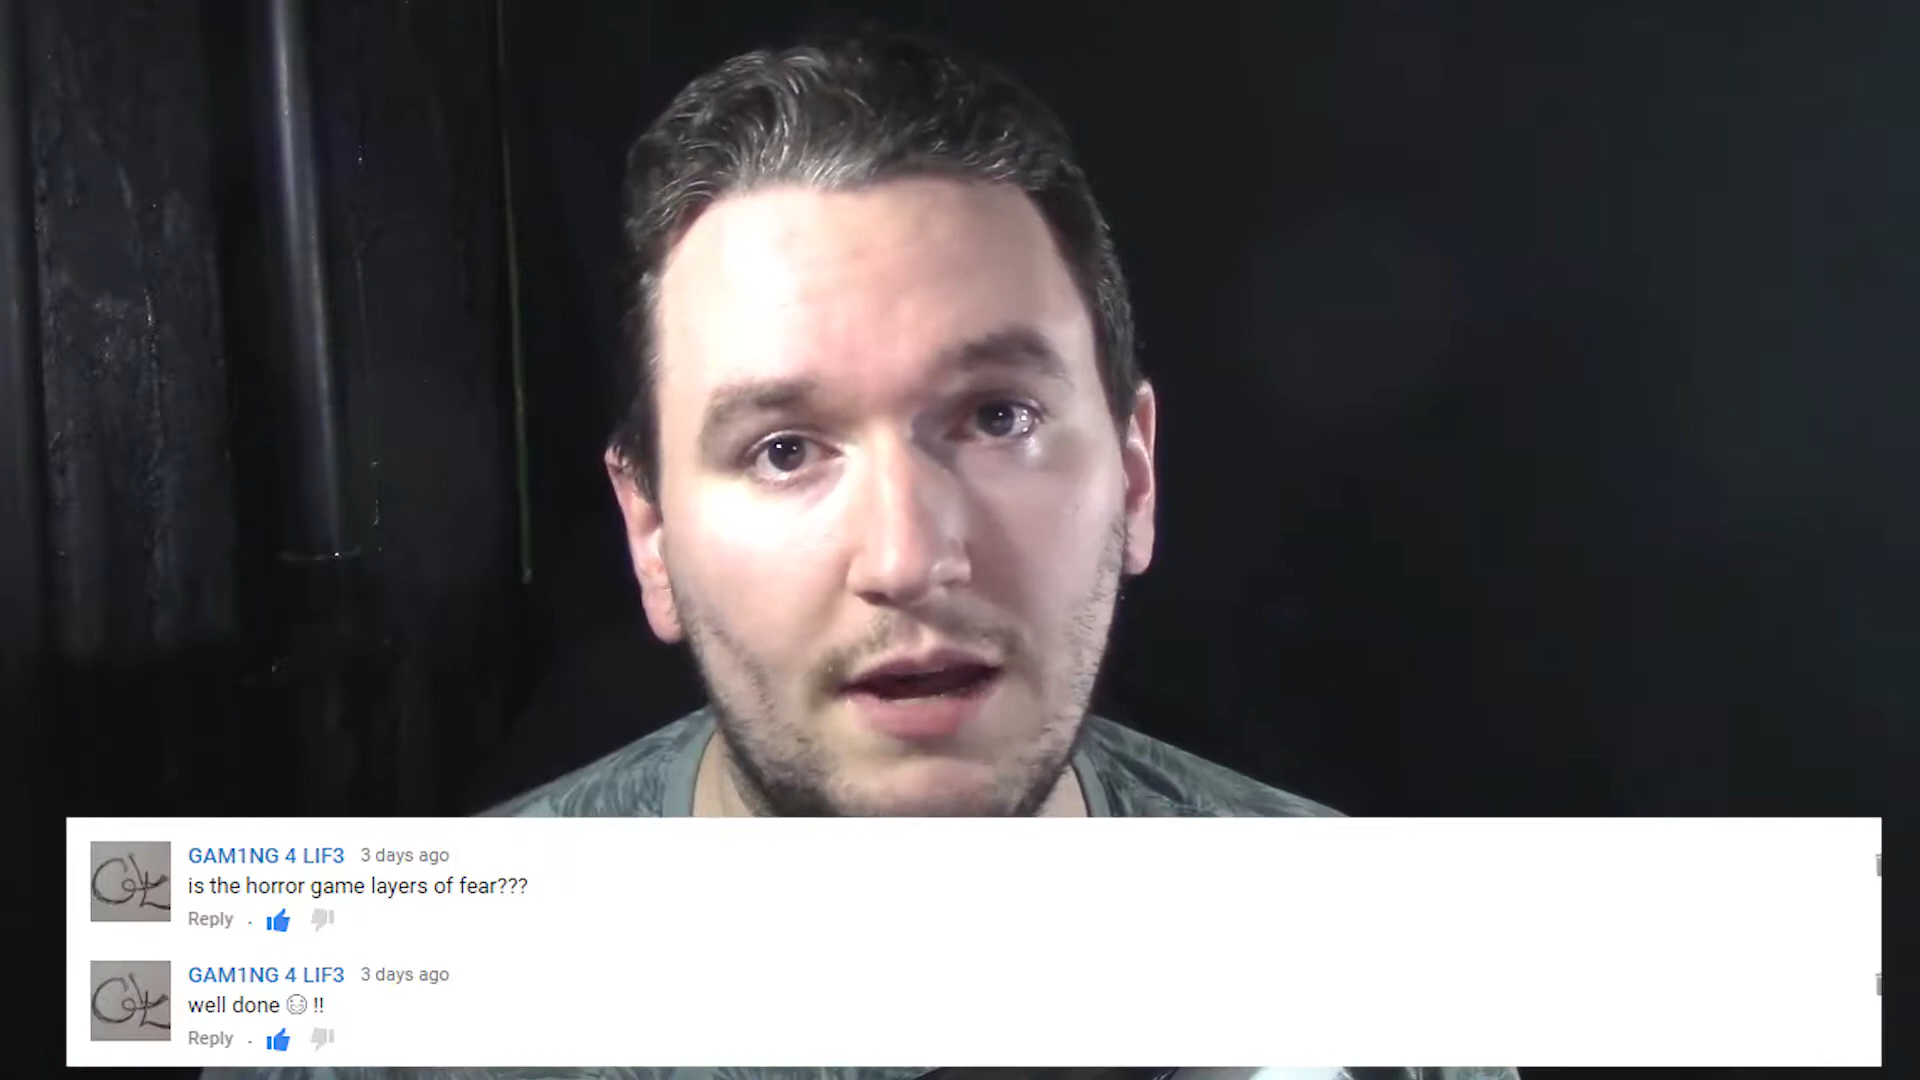 GAM1NG 4 LIF3 3 days ago
is the horror game layers of fear???
Reply .
GAM1NG 4 LIF3 3 days ago
well done 😊 !!
Reply .